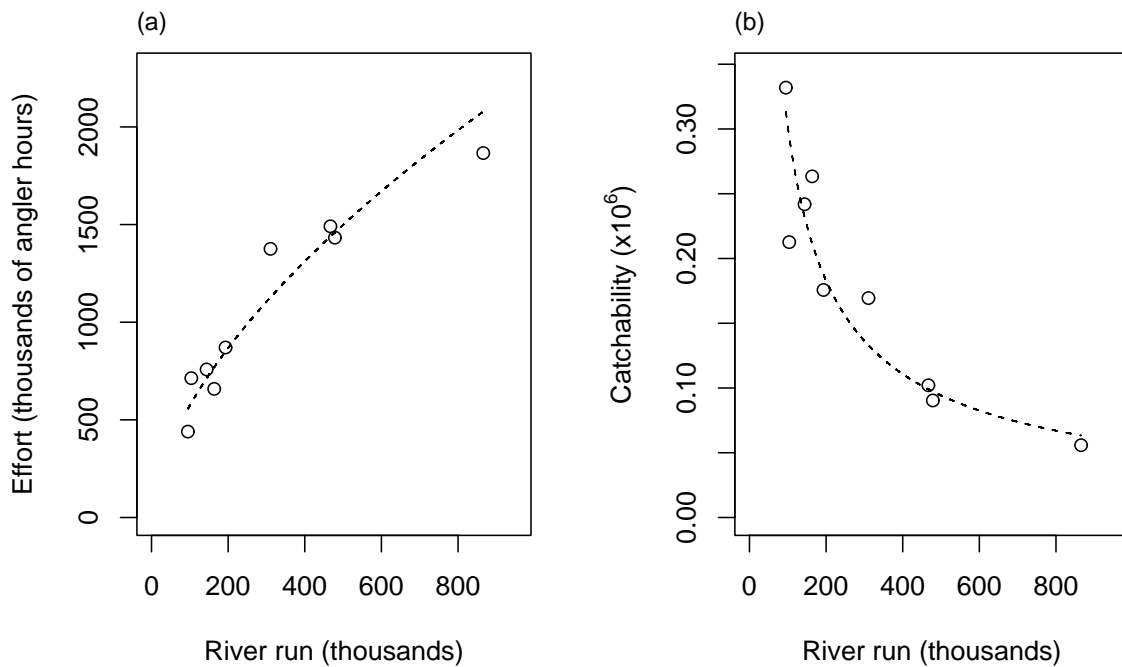 (a)
Effort (thousands of angler hours)
2000
1500
1000
500
0
0 200 400 600 800
River run (thousands)
(b)
Catchability (x10^6)
0.30
0.20
0.10
0.00
0 200 400 600 800
River run (thousands)